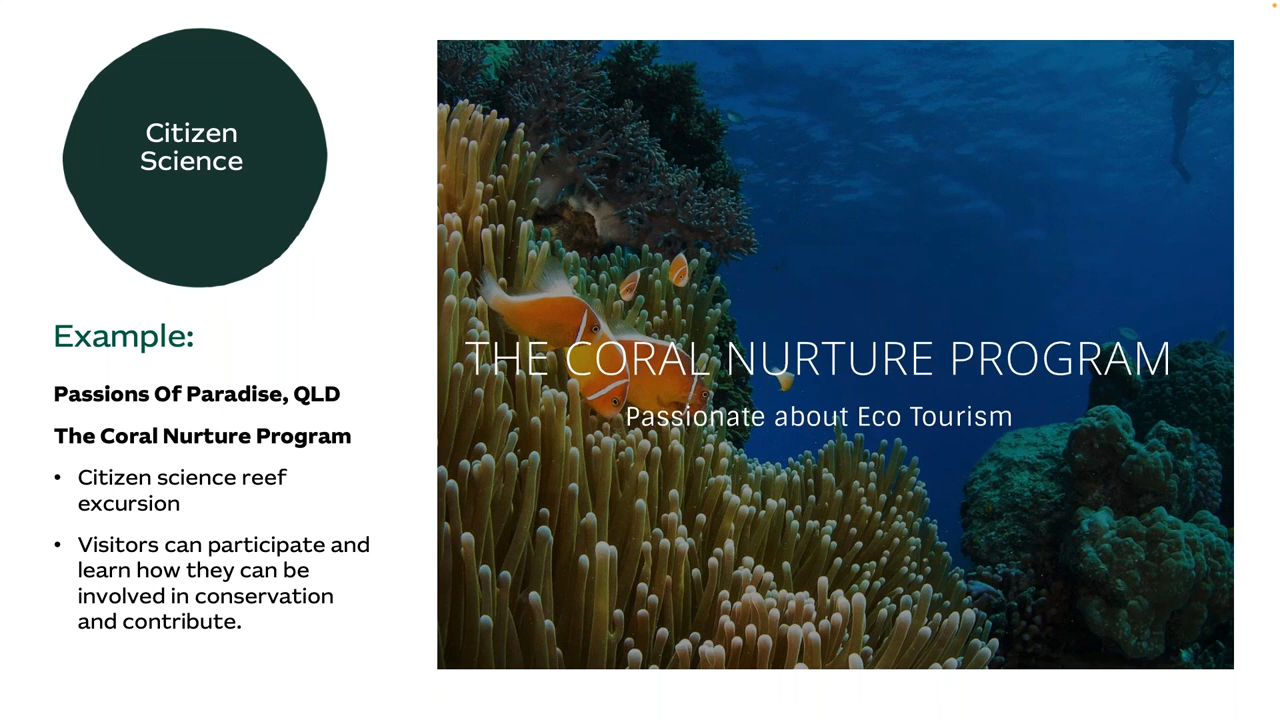 Citizen
Science
Example:
Passions Of Paradise, QLD
The Coral Nurture Program
• Citizen science reef
excursion
• Visitors can participate and
learn how they can be
involved in conservation
and contribute.
THE CORAL NURTURE PROGRAM
Passionate about Eco Tourism